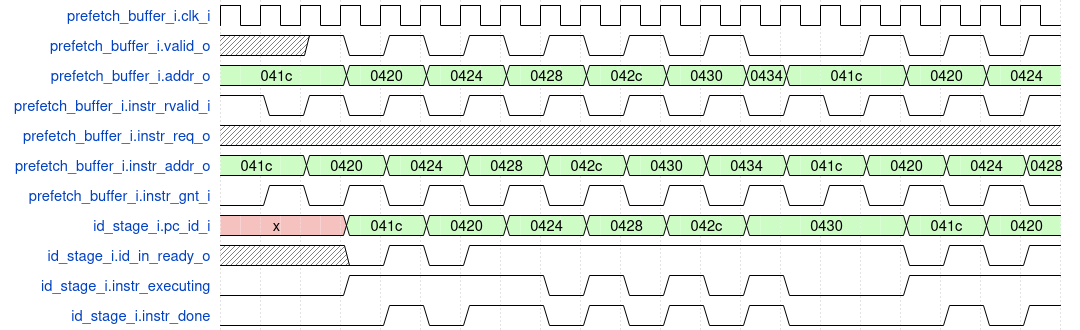 prefetch_buffer_i.clk_i
prefetch_buffer_i.valid_o
prefetch_buffer_i.addr_o 041c 0420 0424 0428 042c 0430 0434 041c 0420 0424
prefetch_buffer_i.instr_rvalid_i
prefetch_buffer_i.instr_req_o
prefetch_buffer_i.instr_addr_o 041c 0420 0424 0428 042c 0430 0434 041c 0420 0424 0428
prefetch_buffer_i.instr_gnt_i
id_stage_i.pc_id_i x 041c 0420 0424 0428 042c 0430 041c 0420
id_stage_i.id_in_ready_o
id_stage_i.instr_executing
id_stage_i.instr_done